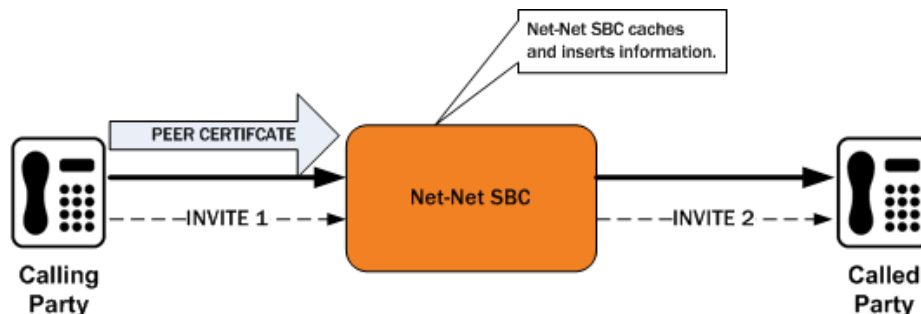 Net-Net SBC caches
and inserts information.
PEER CERTIFCATE
Net-Net SBC
INVITE 1
INVITE 2
Calling
Party
Called
Party